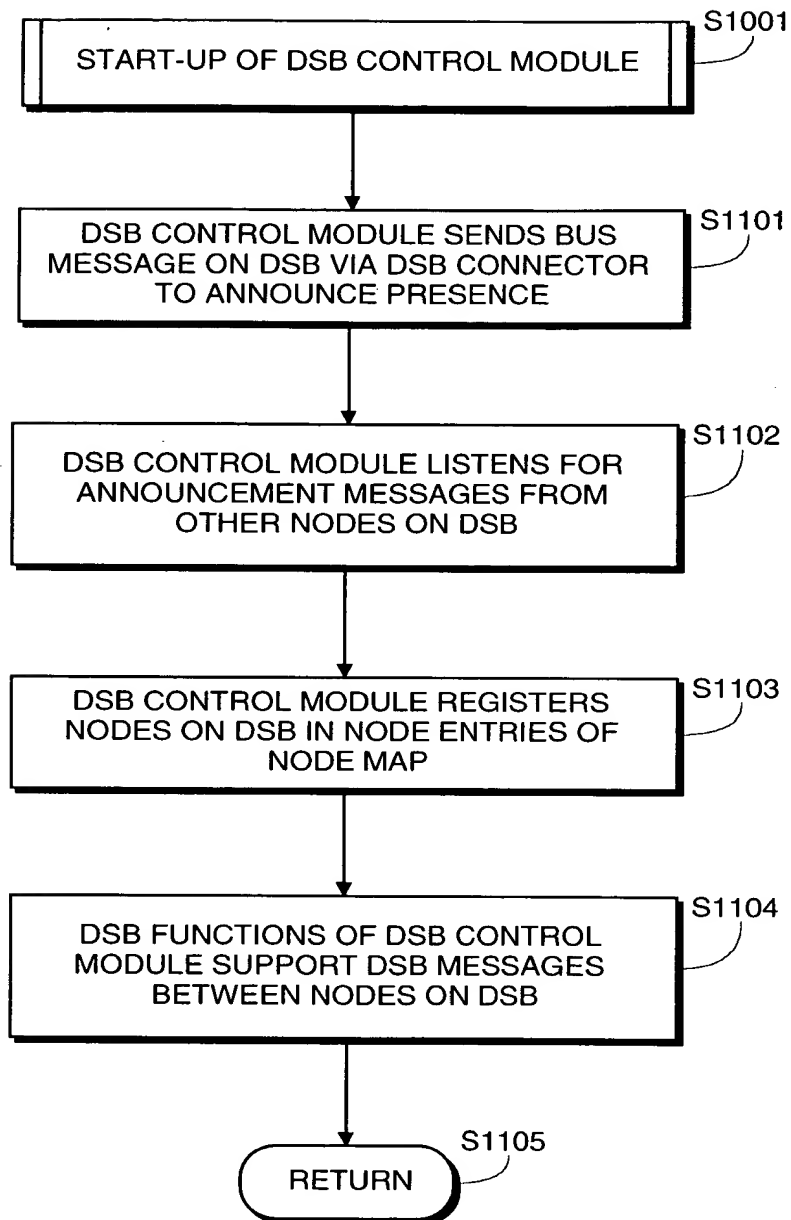 S1001
START-UP OF DSB CONTROL MODULE
S1101
DSB CONTROL MODULE SENDS BUS
MESSAGE ON DSB VIA DSB CONNECTOR
TO ANNOUNCE PRESENCE
S1102
DSB CONTROL MODULE LISTENS FOR
ANNOUNCEMENT MESSAGES FROM
OTHER NODES ON DSB
S1103
DSB CONTROL MODULE REGISTERS
NODES ON DSB IN NODE ENTRIES OF
NODE MAP
S1104
DSB FUNCTIONS OF DSB CONTROL
MODULE SUPPORT DSB MESSAGES
BETWEEN NODES ON DSB
S1105
RETURN